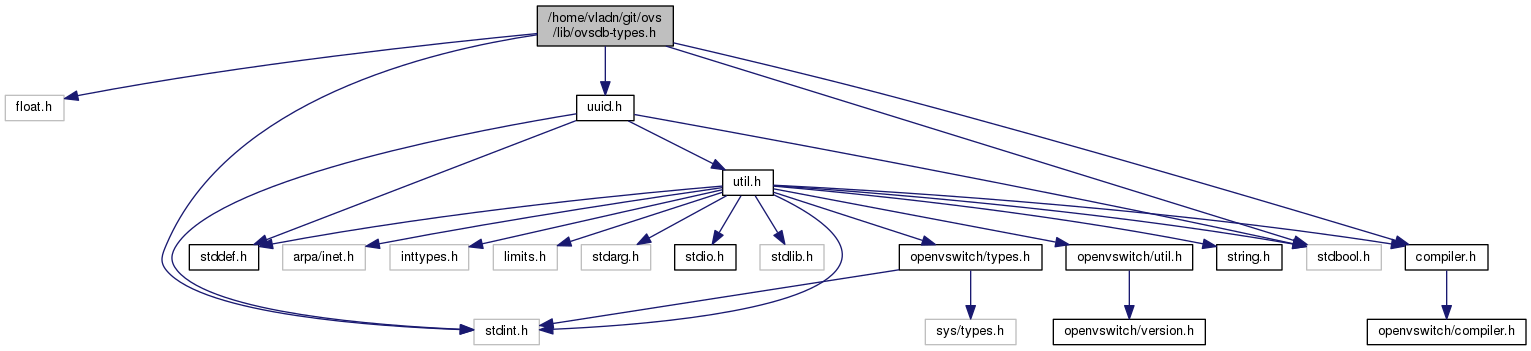 /home/vladn/git/ovs
/lib/ovsdb-types.h
float.h
uuid.h
util.h
stddef.h
arpa/inet.h
inttypes.h
limits.h
stdarg.h
stdio.h
stdlib.h
openvswitch/types.h
openvswitch/util.h
string.h
stdbool.h
compiler.h
stdint.h
sys/types.h
openvswitch/version.h
openvswitch/compiler.h